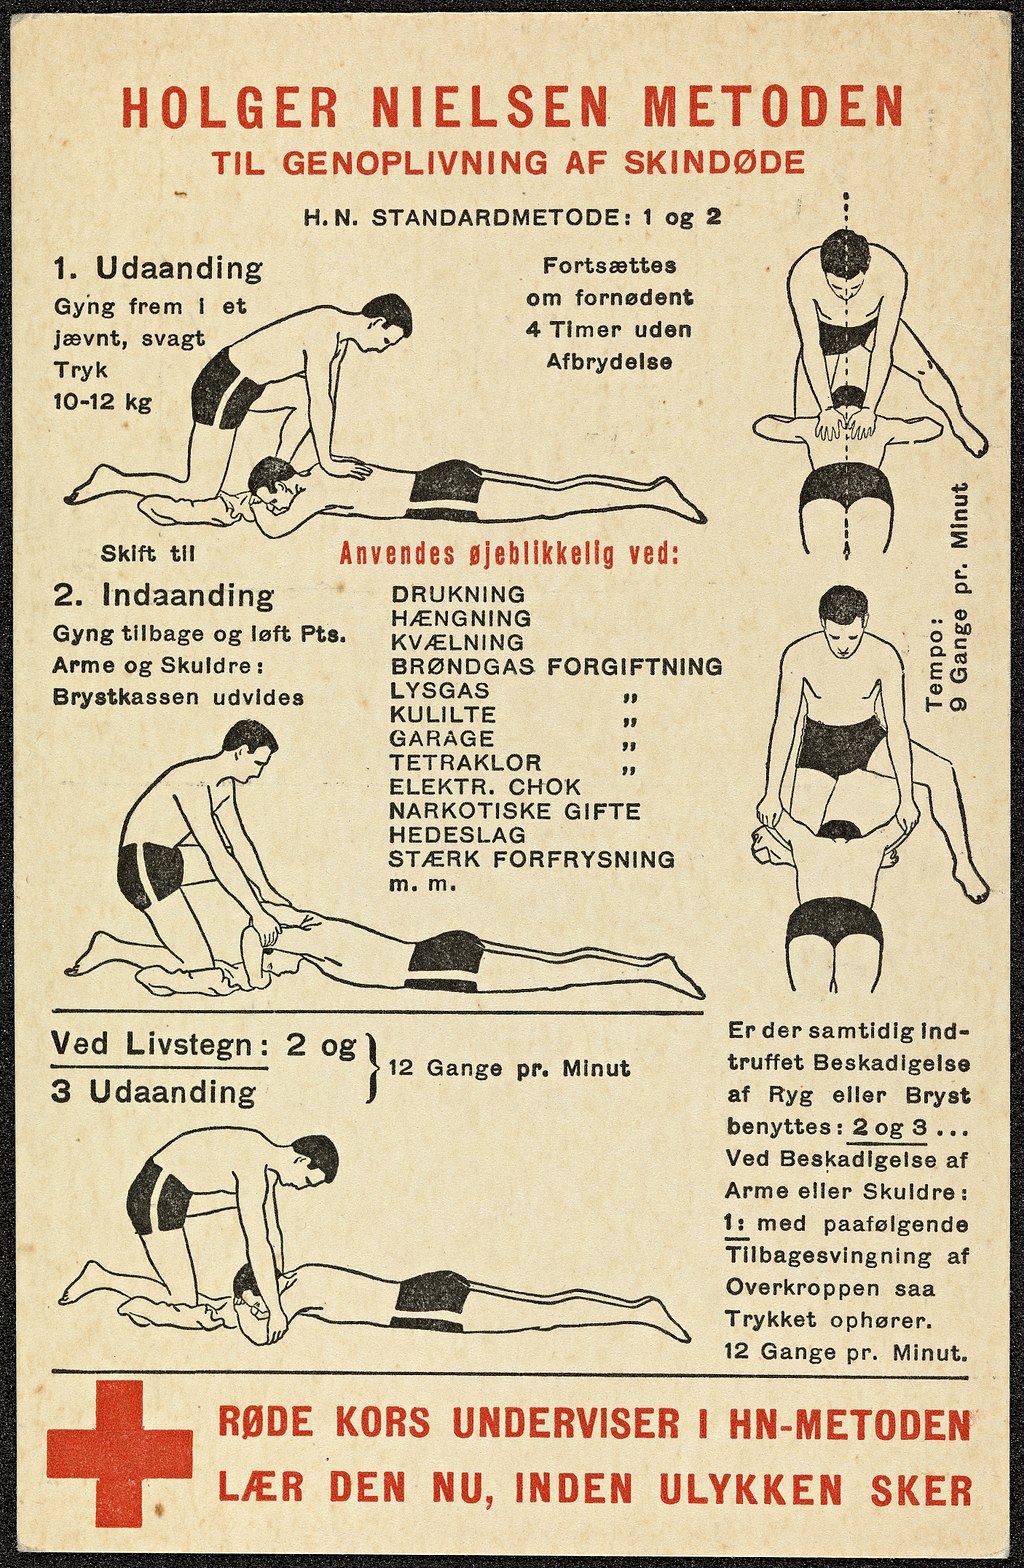 HOLGER NIELSEN METODEN
TIL GENOPLIVNING AF SKINDØDE
H. N. STANDARDMETODE: 1 og 2
1. Udaanding
Gyng frem i et
jævnt, svagt
Tryk
10-12 kg
Fortsættes
om fornødent
4 Timer uden
Afbrydelse
Skift til
2. Indaanding
Gyng tilbage og løft Pts.
Arme og Skuldre:
Brystkassen udvides
Anvendes øjeblikkelig ved:
DRUKNING
HÆNGNING
KVÆLNING
BRØNDGAS FORGIFTNING
LYSGAS „
KULILTE „
GARAGE „
TETRAKLOR „
ELEKTR. CHOK
NARKOTISKE GIFTE
HEDESLAG
STÆRK FORFRYSNING
m. m.
Tempo:
9 Gange pr. Minut
Ved Livstegn: 2 og
3 Udaanding
} 12 Gange pr. Minut
Er der samtidig ind-
truffet Beskadigelse
af Ryg eller Bryst
benyttes: 2 og 3 ...
Ved Beskadigelse af
Arme eller Skuldre:
1: med paafølgende
Tilbagesvingning af
Overkroppen saa
Trykket ophører.
12 Gange pr. Minut.
RØDE KORS UNDERVISER I HN-METODEN
LÆR DEN NU, INDEN ULYKKEN SKER